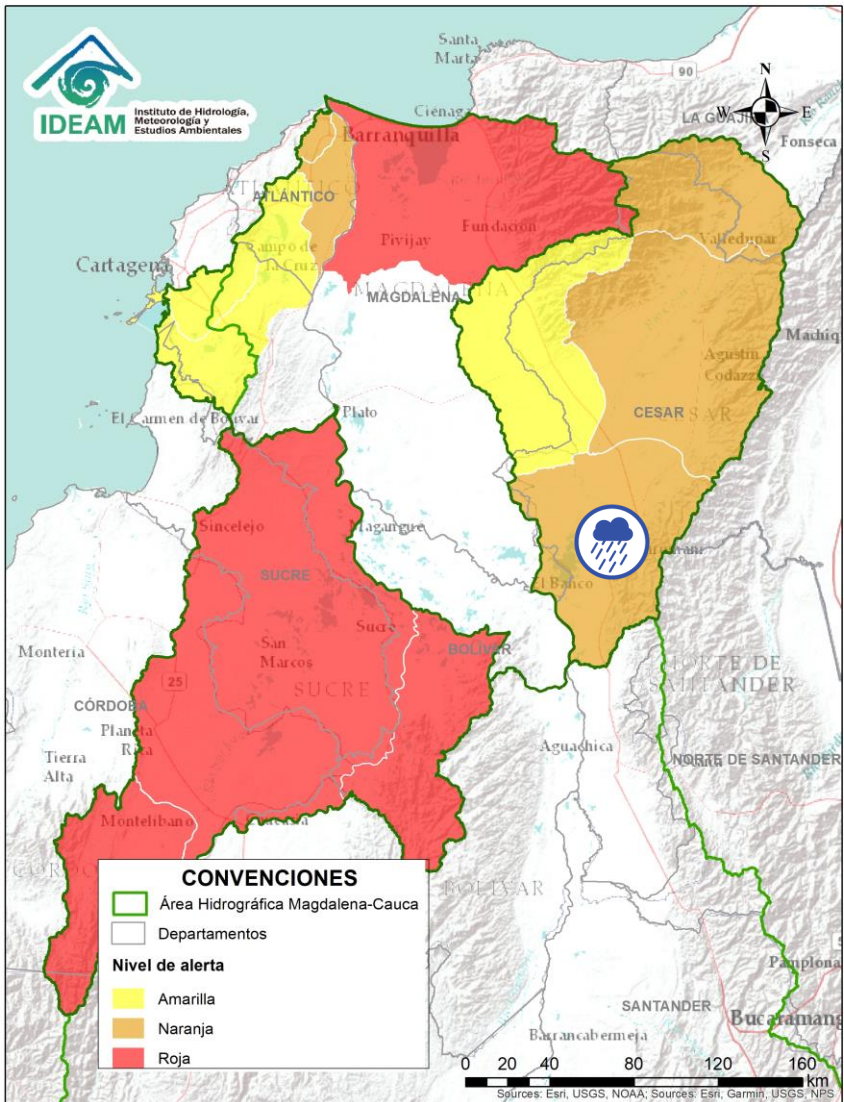 IDEAM
Instituto de Hidrología,
Meteorología y
Estudios Ambientales
Santa
Marta
90
N
W E
S
Ciénaga
LA GUAJIRA
Fonseca
Barranquilla
ATLÁNTICO
Campo de
la Cruz
Pivijay
Fundación
Valledupar
Cartagena
MAGDALENA
Agustín
Codazzi
CESAR
El Carmen de Bolívar
Plato
Sincelejo
Magangué
SUCRE
El Banco
Sucre
San
Marcos
BOLÍVAR
SUCRE
Montería
25
CÓRDOBA
NORTE DE
SANTANDER
Planeta
Rica
Tierra
Alta
Aguachica
NORTE DE SANTANDER
Montelíbano
BOLÍVAR
CONVENCIONES
Área Hidrográfica Magdalena-Cauca
Departamentos
Nivel de alerta
Amarilla
Naranja
Roja
Pamplona
SANTANDER
Bucaramang
Barrancabermeja
0 20 40 80 120 160
km
Sources: Esri, USGS, NOAA; Sources: Esri, Garmin, USGS, NPS